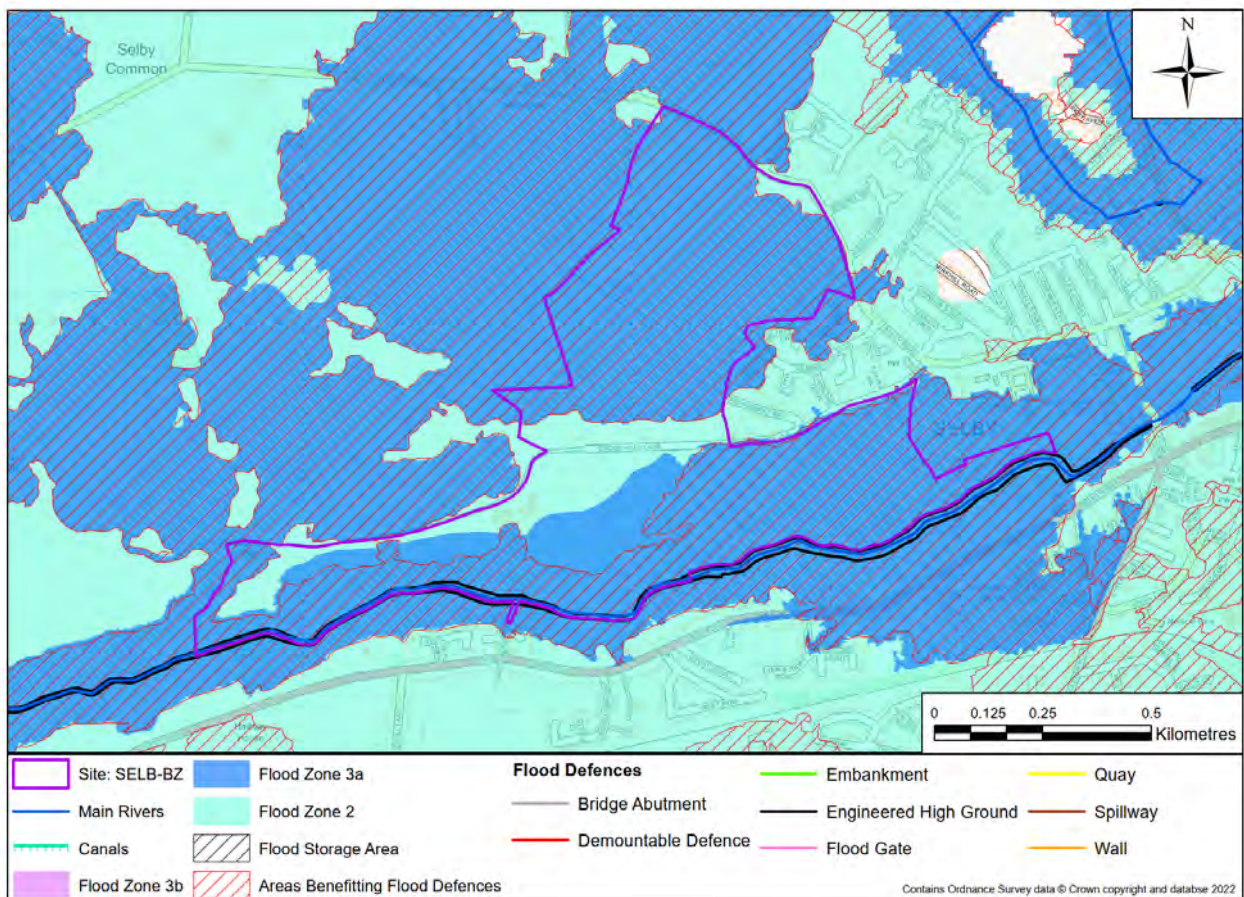 N
Selby
Common
SELBY
0 0.125 0.25 0.5
Kilometres
Site: SELB-BZ
Main Rivers
Canals
Flood Zone 3b
Flood Zone 3a
Flood Zone 2
Flood Storage Area
Areas Benefitting Flood Defences
Flood Defences
Bridge Abutment
Demountable Defence
Embankment
Engineered High Ground
Flood Gate
Quay
Spillway
Wall
Contains Ordnance Survey data © Crown copyright and databse 2022